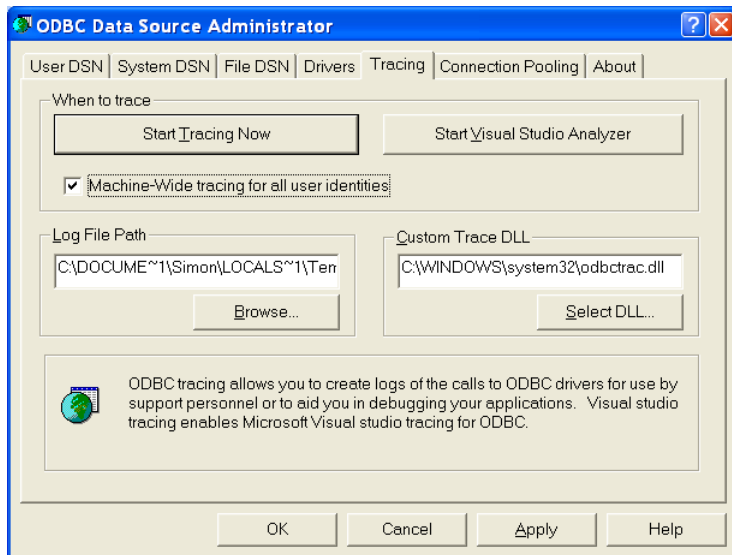 ODBC Data Source Administrator
User DSN System DSN File DSN Drivers Tracing Connection Pooling About
When to trace
Start Tracing Now Start Visual Studio Analyzer
Machine-Wide tracing for all user identities
Log File Path Custom Trace DLL
C:\DOCUME~1\Simon\LOCALS~1\Tem C:\WINDOWS\system32\odbctrac.dll
Browse... Select DLL...
ODBC tracing allows you to create logs of the calls to ODBC drivers for use by
support personnel or to aid you in debugging your applications. Visual studio
tracing enables Microsoft Visual studio tracing for ODBC.
OK Cancel Apply Help